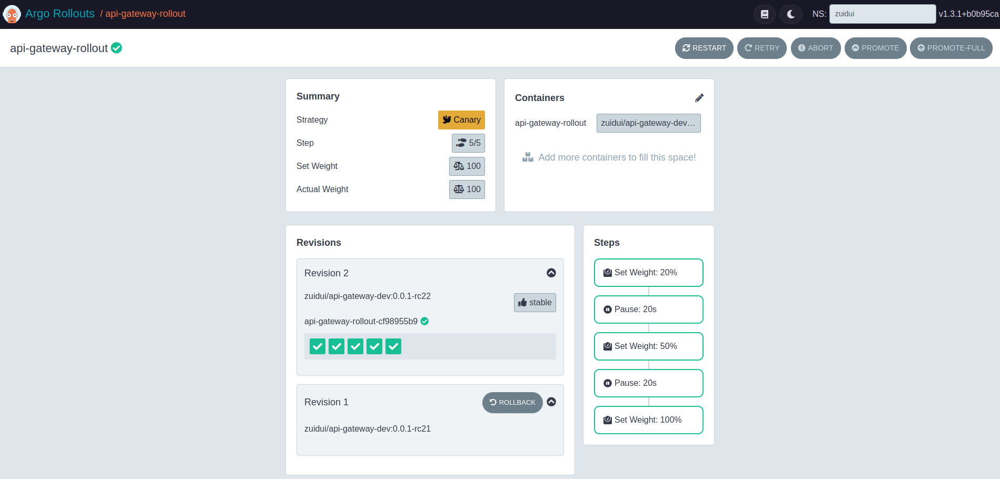 Argo Rollouts / api-gateway-rollout
NS: zuidui v1.3.1+b0b95ca
api-gateway-rollout
RESTART RETRY ABORT PROMOTE PROMOTE-FULL
Summary
Strategy Canary
Step 5/5
Set Weight 100
Actual Weight 100
Containers
api-gateway-rollout zuidui/api-gateway-dev...
Add more containers to fill this space!
Revisions
Revision 2
zuidui/api-gateway-dev:0.0.1-rc22
stable
api-gateway-rollout-cf98955b9
Revision 1
ROLLBACK
zuidui/api-gateway-dev:0.0.1-rc21
Steps
Set Weight: 20%
Pause: 20s
Set Weight: 50%
Pause: 20s
Set Weight: 100%